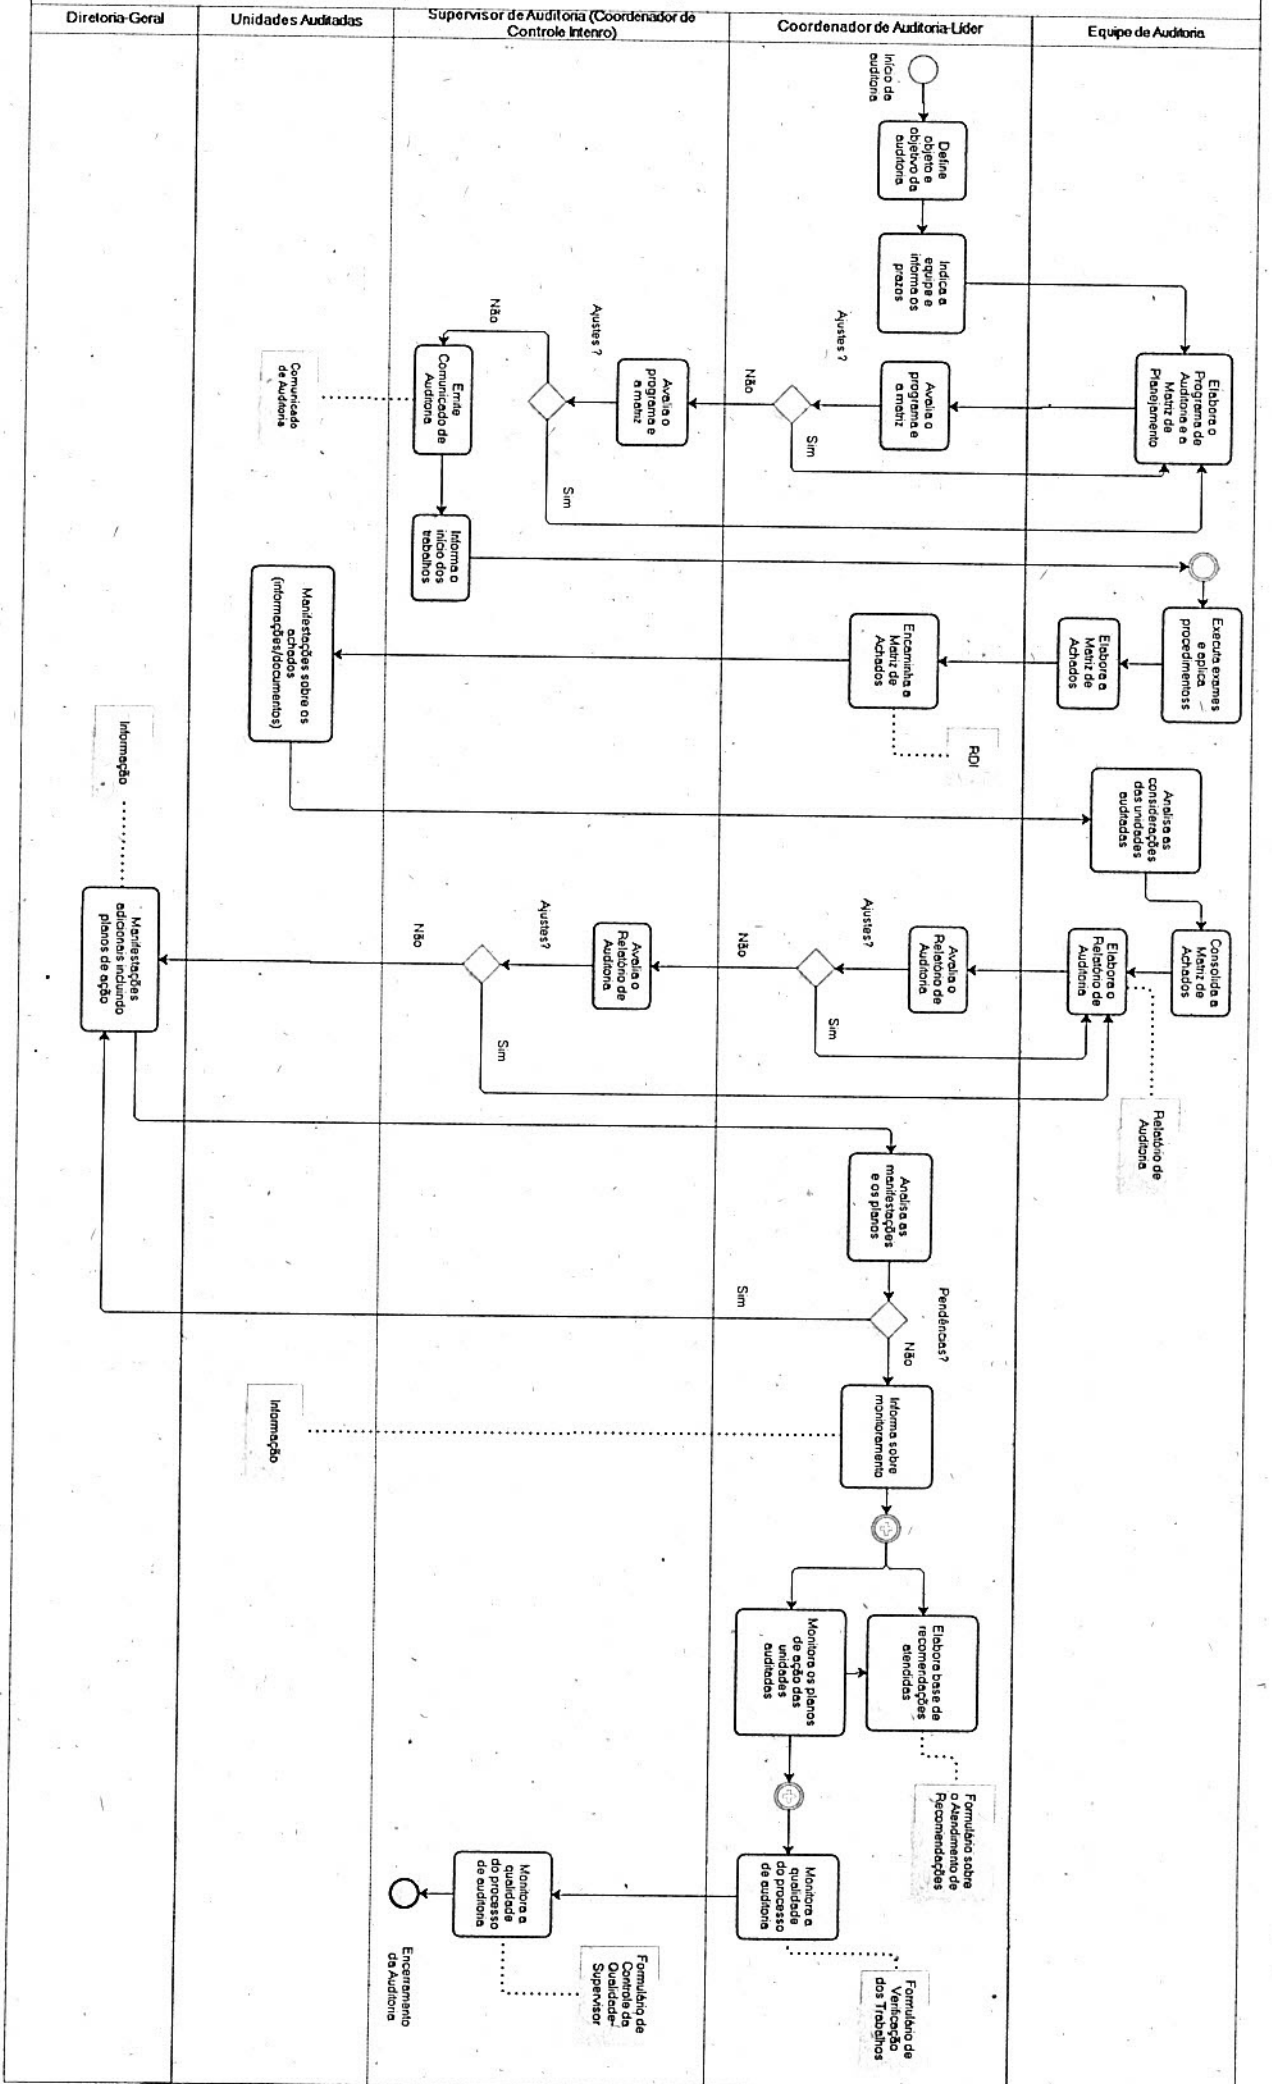 Diretoria-Geral
Unidades Auditadas
Supervisor de Auditoria (Coordenador de
Controle Intenro)
Coordenador de Auditoria-Líder
Equipe de Auditoria
Início da
auditoria
Define
objeto e
objetivo da
auditoria
Indica a
equipe e
informa os
prazos
Elabora o
Programa de
Auditoria e a
Matriz de
Planejamento
Avalia o
programa e
a matriz
Ajustes ?
Não
Sim
Avalia o
programa e
a matriz
Ajustes ?
Não
Sim
Emite
Comunicado de
Auditoria
Comunicado
de Auditoria
Informa o
início dos
trabalhos
Executa exames
e aplica
procedimentoss
Elabora a
Matriz de
Achados
Encaminha a
Matriz de
Achados
RDI
Manifestações sobre os
achados
(informações/documentos)
Analisa as
considerações
das unidades
auditadas
Consolida a
Matriz de
Achados
Elabora o
Relatório de
Auditoria
Relatório de
Auditoria
Avalia o
Relatório de
Auditoria
Ajustes?
Não
Sim
Avalia o
Relatório de
Auditoria
Ajustes?
Não
Sim
Manifestações
adicionais incluindo
planos de ação
Informação
Analisa as
manifestações
e os planos
Pendências?
Sim
Não
Informa sobre
monitoramento
Informação
Elabora base de
recomendações
atendidas
Formulário sobre
o Atendimento de
Recomendações
Monitora os planos
de ação das
unidades
auditadas
Monitora a
qualidade
do processo
de auditoria
Formulário de
Verificação
dos Trabalhos
Monitora a
qualidade
do processo
de auditoria
Formulário de
Controle da
Qualidade-
Supervisor
Encerramento
da Auditoria